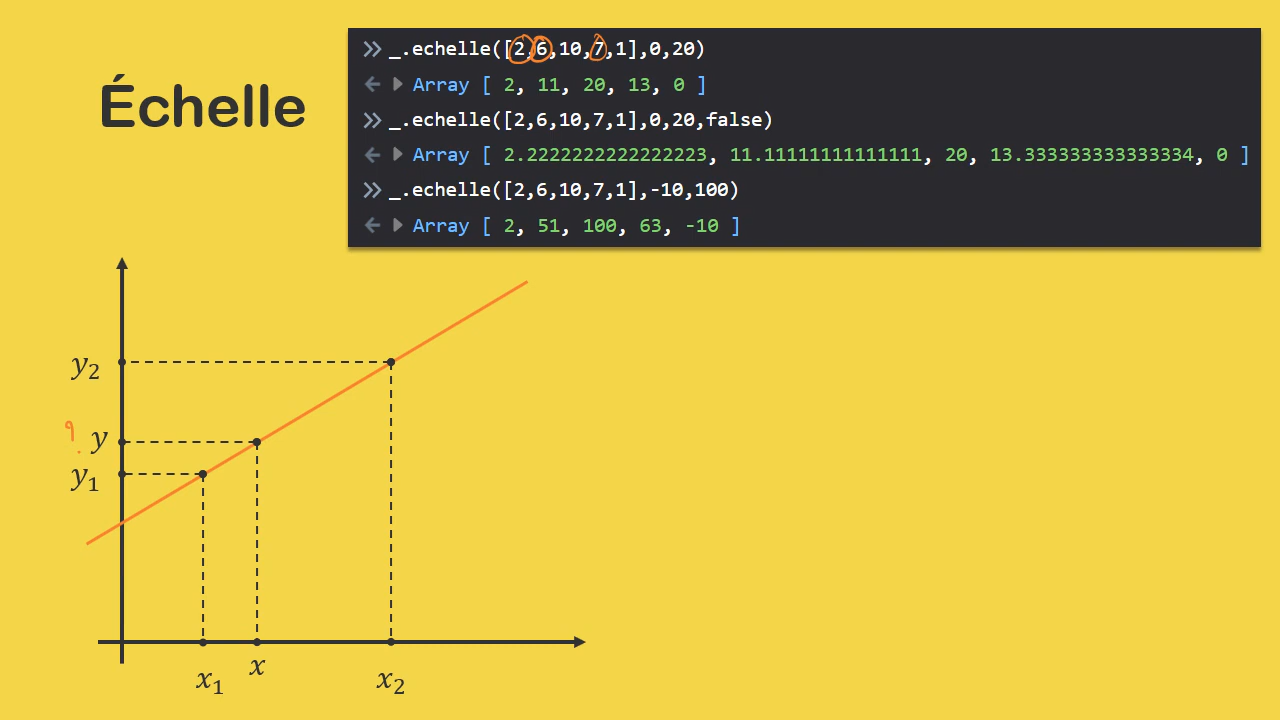 Échelle
_.echelle([2,6,10,7,1],0,20)
Array [ 2, 11, 20, 13, 0 ]
_.echelle([2,6,10,7,1],0,20,false)
Array [ 2.2222222222222223, 11.11111111111111, 20, 13.333333333333334, 0 ]
_.echelle([2,6,10,7,1],-10,100)
Array [ 2, 51, 100, 63, -10 ]
y₂
? y
y₁
x₁ x x₂